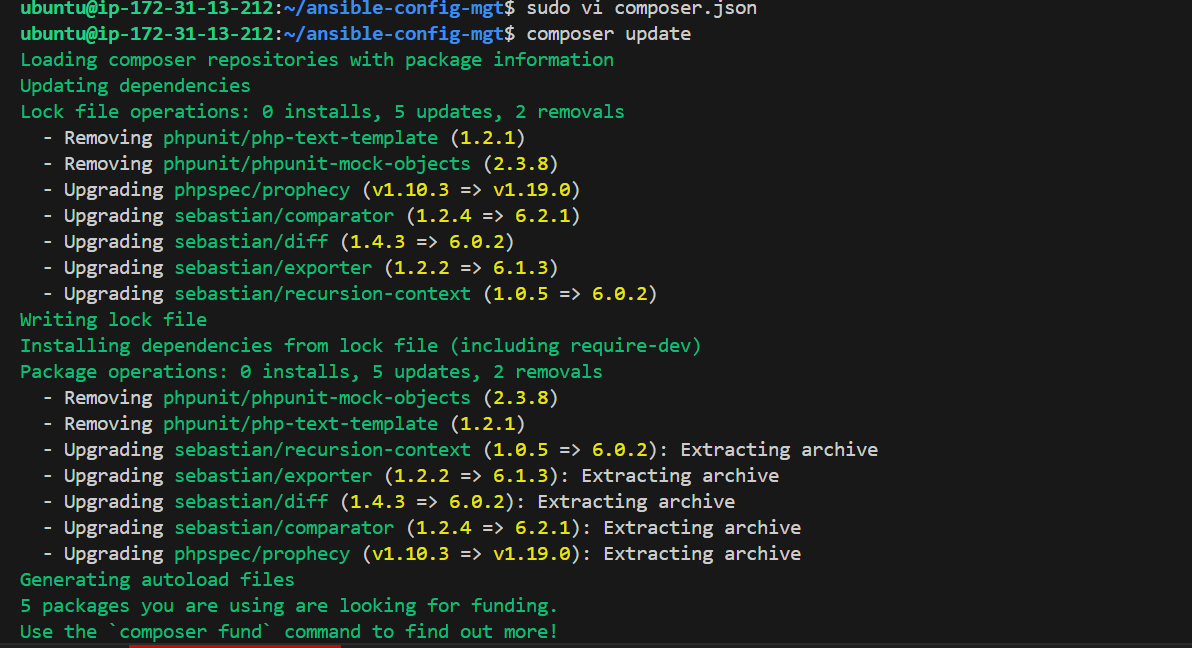 ubuntu@ip-172-31-13-212:~/ansible-config-mgt$ sudo vi composer.json
ubuntu@ip-172-31-13-212:~/ansible-config-mgt$ composer update
Loading composer repositories with package information
Updating dependencies
Lock file operations: 0 installs, 5 updates, 2 removals
  - Removing phpunit/php-text-template (1.2.1)
  - Removing phpunit/phpunit-mock-objects (2.3.8)
  - Upgrading phpspec/prophecy (v1.10.3 => v1.19.0)
  - Upgrading sebastian/comparator (1.2.4 => 6.2.1)
  - Upgrading sebastian/diff (1.4.3 => 6.0.2)
  - Upgrading sebastian/exporter (1.2.2 => 6.1.3)
  - Upgrading sebastian/recursion-context (1.0.5 => 6.0.2)
Writing lock file
Installing dependencies from lock file (including require-dev)
Package operations: 0 installs, 5 updates, 2 removals
  - Removing phpunit/phpunit-mock-objects (2.3.8)
  - Removing phpunit/php-text-template (1.2.1)
  - Upgrading sebastian/recursion-context (1.0.5 => 6.0.2): Extracting archive
  - Upgrading sebastian/exporter (1.2.2 => 6.1.3): Extracting archive
  - Upgrading sebastian/diff (1.4.3 => 6.0.2): Extracting archive
  - Upgrading sebastian/comparator (1.2.4 => 6.2.1): Extracting archive
  - Upgrading phpspec/prophecy (v1.10.3 => v1.19.0): Extracting archive
Generating autoload files
5 packages you are using are looking for funding.
Use the `composer fund` command to find out more!